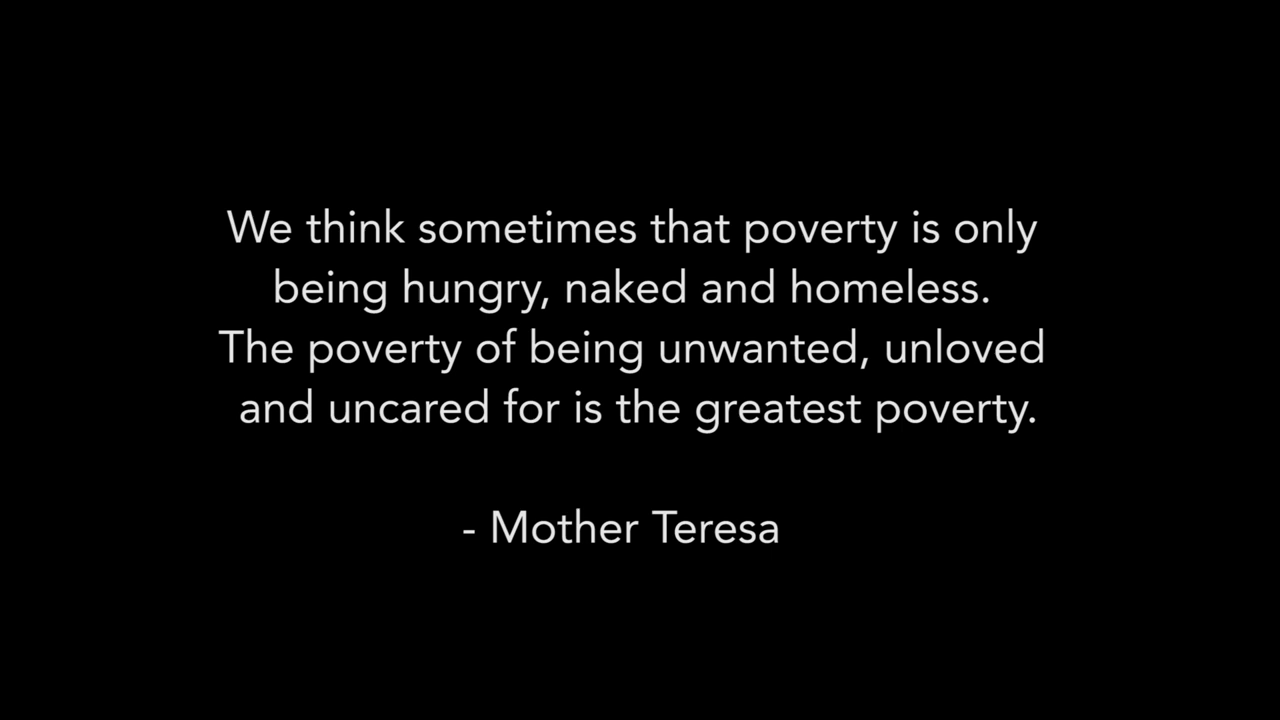 We think sometimes that poverty is only
being hungry, naked and homeless.
The poverty of being unwanted, unloved
and uncared for is the greatest poverty.
- Mother Teresa